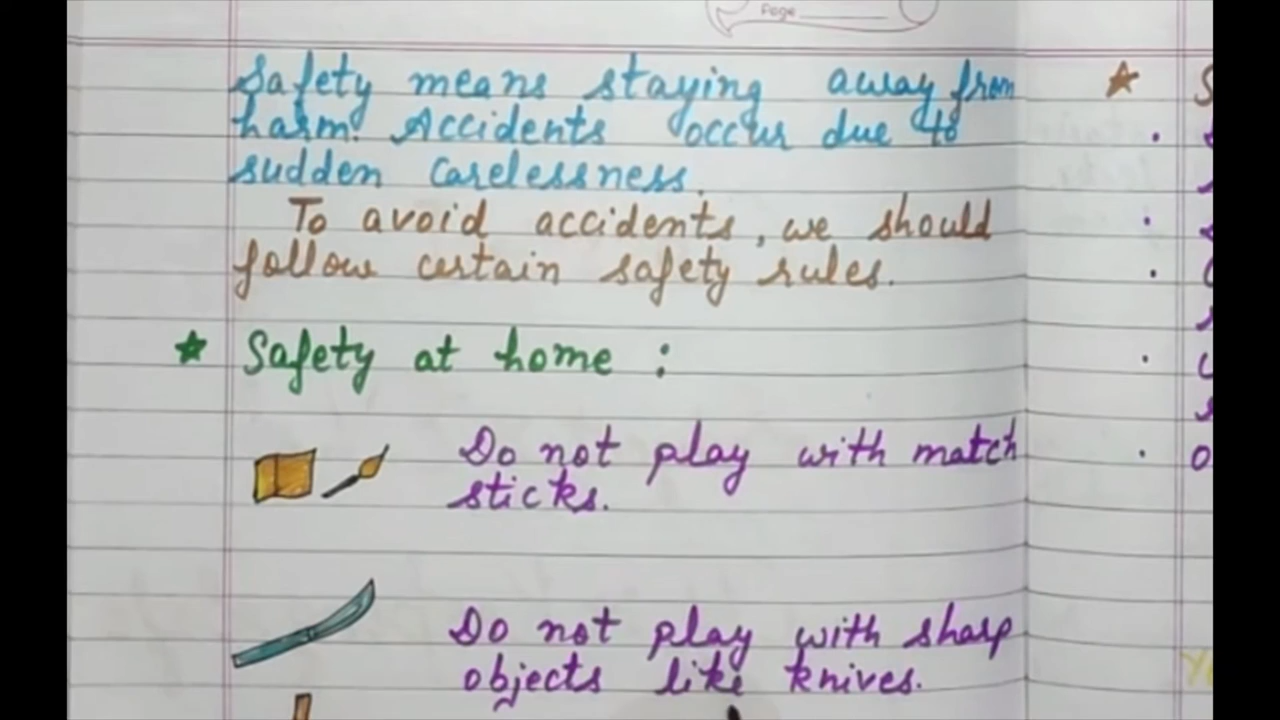 Page
Safety means staying away from
harm. Accidents occur due to
sudden carelessness.
To avoid accidents, we should
follow certain safety rules.
Safety at home :
Do not play with match
sticks.
Do not play with sharp
objects like knives.